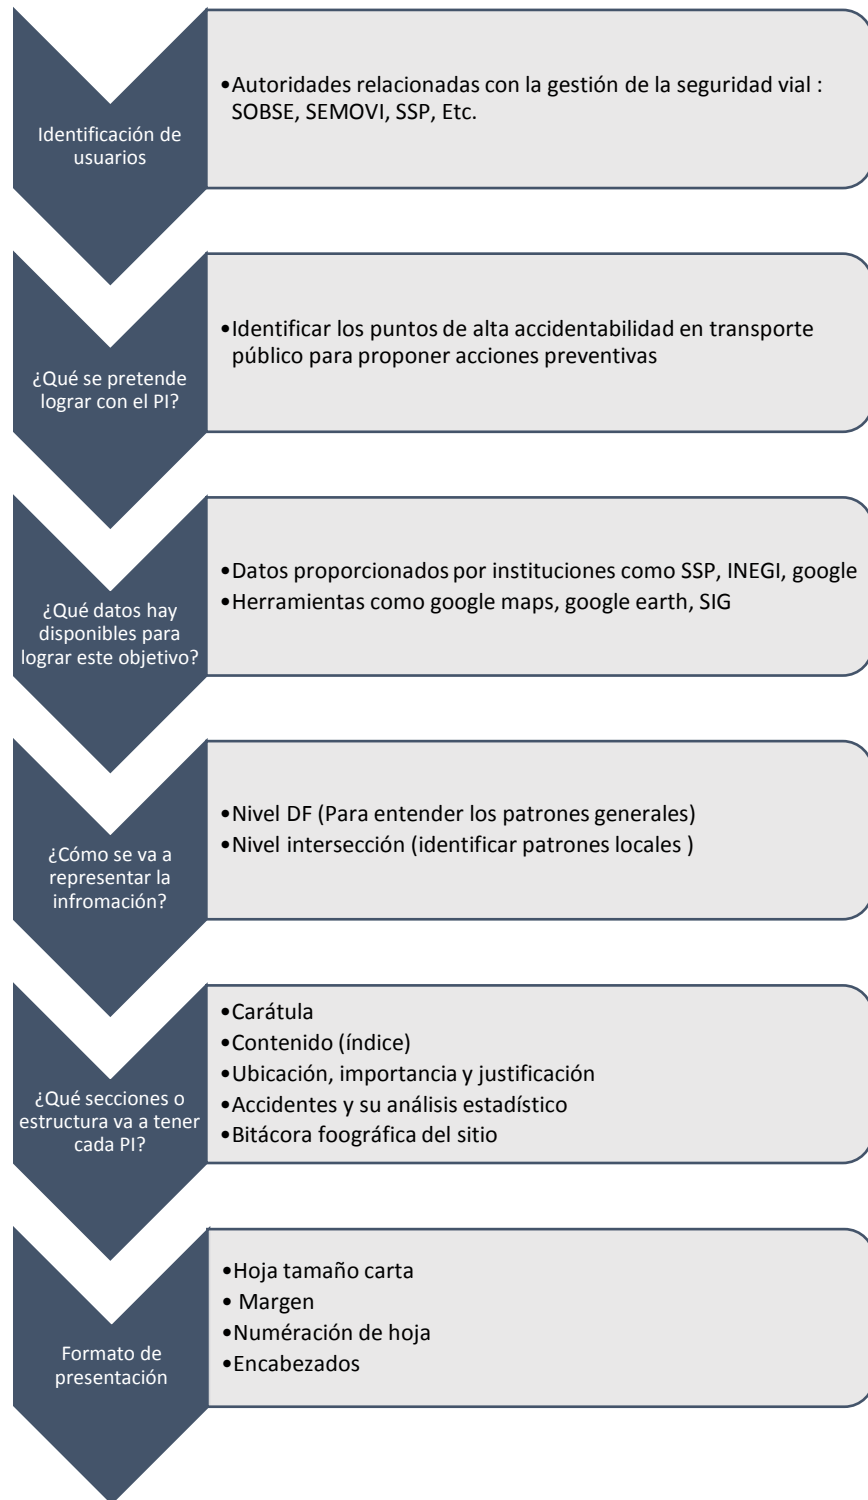 Identificación de
usuarios
•Autoridades relacionadas con la gestión de la seguridad vial :
SOBSE, SEMOVI, SSP, Etc.
¿Qué se pretende
lograr con el PI?
•Identificar los puntos de alta accidentabilidad en transporte
público para proponer acciones preventivas
¿Qué datos hay
disponibles para
lograr este objetivo?
•Datos proporcionados por instituciones como SSP, INEGI, google
•Herramientas como google maps, google earth, SIG
¿Cómo se va a
representar la
infromación?
•Nivel DF (Para entender los patrones generales)
•Nivel intersección (identificar patrones locales )
¿Qué secciones o
estructura va a tener
cada PI?
•Carátula
•Contenido (índice)
•Ubicación, importancia y justificación
•Accidentes y su análisis estadístico
•Bitácora foográfica del sitio
Formato de
presentación
•Hoja tamaño carta
• Margen
•Numéración de hoja
•Encabezados